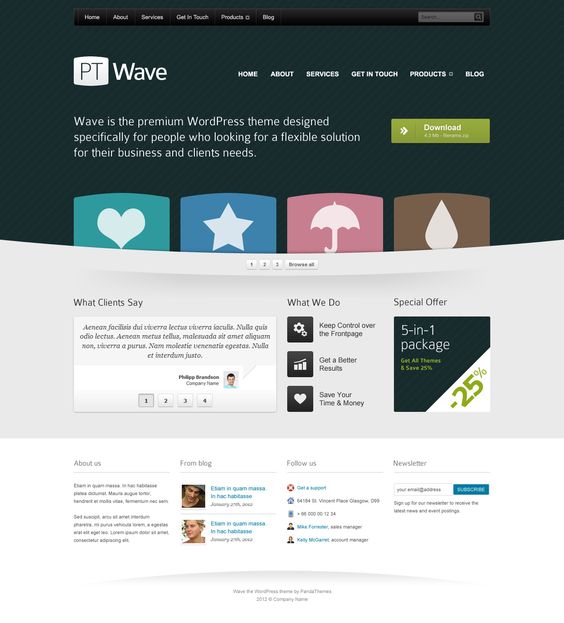 Home About Services Get In Touch Products Blog Search...
PT Wave
HOME ABOUT SERVICES GET IN TOUCH PRODUCTS BLOG
Wave is the premium WordPress theme designed
specifically for people who looking for a flexible solution
for their business and clients needs.
Download
4.3 Mb - filename.zip
1 2 3 Browse all
What Clients Say
Aenean facilisis dui viverra lectus viverra iaculis. Nulla quis
odio lectus. Aenean metus tellus, malesuada sit amet aliquam
non, viverra a purus. Nam molestie venenatis egestas. Nulla
et interdum justo.
Philipp Brandson
Company Name
1 2 3 4
What We Do
Keep Control over
the Frontpage
Get a Better
Results
Save Your
Time & Money
Special Offer
5-in-1
package
Get All Themes
& Save 25%
-25%
About us
Etiam in quam massa. In hac habitasse
platea dictumst. Mauris augue tortor,
hendrerit et mollis vitae, fermentum nec sem.
Sed suscipit, arcu sit amet interdum
pharetra, mi purus vehicula lorem, a egestas
erat elit eget leo. Lorem ipsum dolor sit amet,
consectetur adipiscing elit.
From blog
Etiam in quam massa.
In hac habitasse
January 27th, 2012
Etiam in quam massa.
In hac habitasse
January 27th, 2012
Follow us
Get a support
64184 St. Vincent Place Glasgow, D99
+ 66 000 00 12 34
Mike Forrester, sales manager
Kelly McGarret, account manager
Newsletter
your email@address SUBSCRIBE
Sign up for our newsletter to receive the
latest news and event postings.
Wave the WordPress theme by PandaThemes
2012 © Company Name